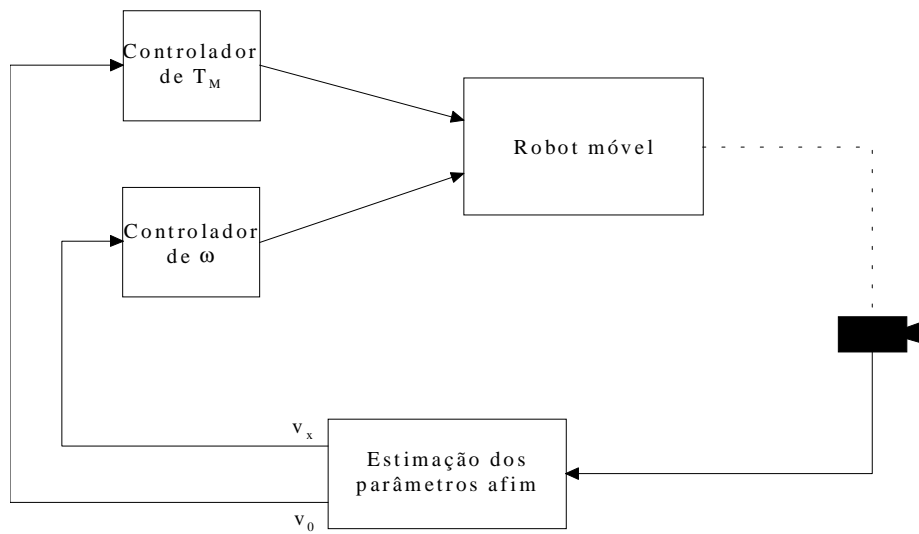 Controlador
de T_M
Robot móvel
Controlador
de ω
v_x
Estimação dos
parâmetros afim
v_0